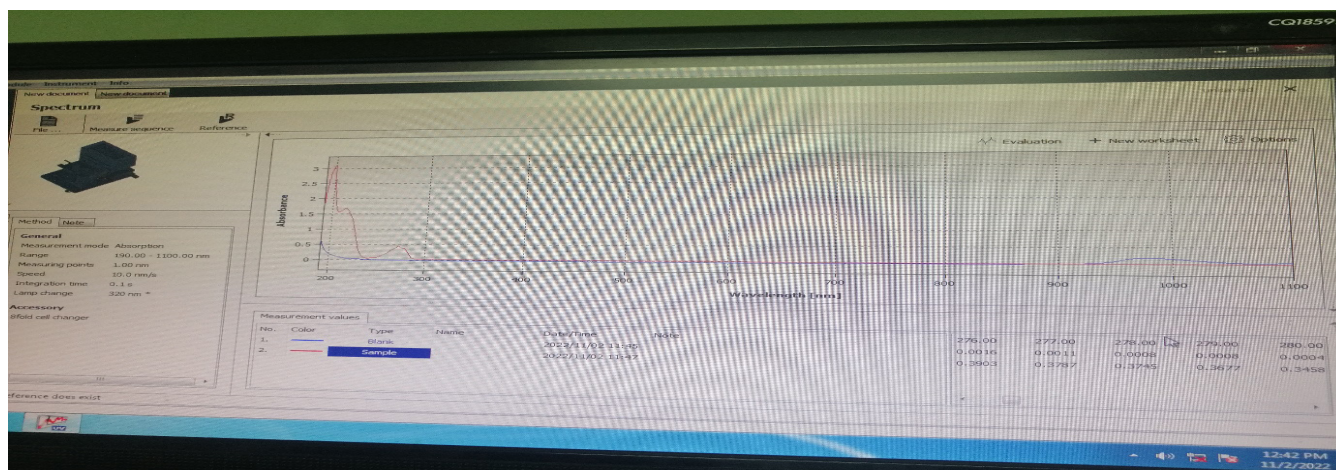 CQ1859
Instrument Info
New document New document
Spectrum
File ... Measure sequence Reference
Evaluation + New worksheet Options
Absorbance
3
2.5
2
1.5
1
0.5
0
200 300 400 500 600 700 800 900 1000 1100
Wavelength [nm]
Method Note
General
Measurement mode Absorption
Range 190.00 - 1100.00 nm
Measuring points 1.00 nm
Speed 10.0 nm/s
Integration time 0.1 s
Lamp change 320 nm *
Accessory
8fold cell changer
Measurement values
No. Color Type Name Date/Time Note 276.00 277.00 278.00 279.00 280.00
1. Blank 2022/11/02 11:45 0.0016 0.0011 0.0008 0.0008 0.0004
2. Sample 2022/11/02 11:47 0.3903 0.3787 0.3745 0.3677 0.3458
does exist
UV
12:42 PM
11/2/2022